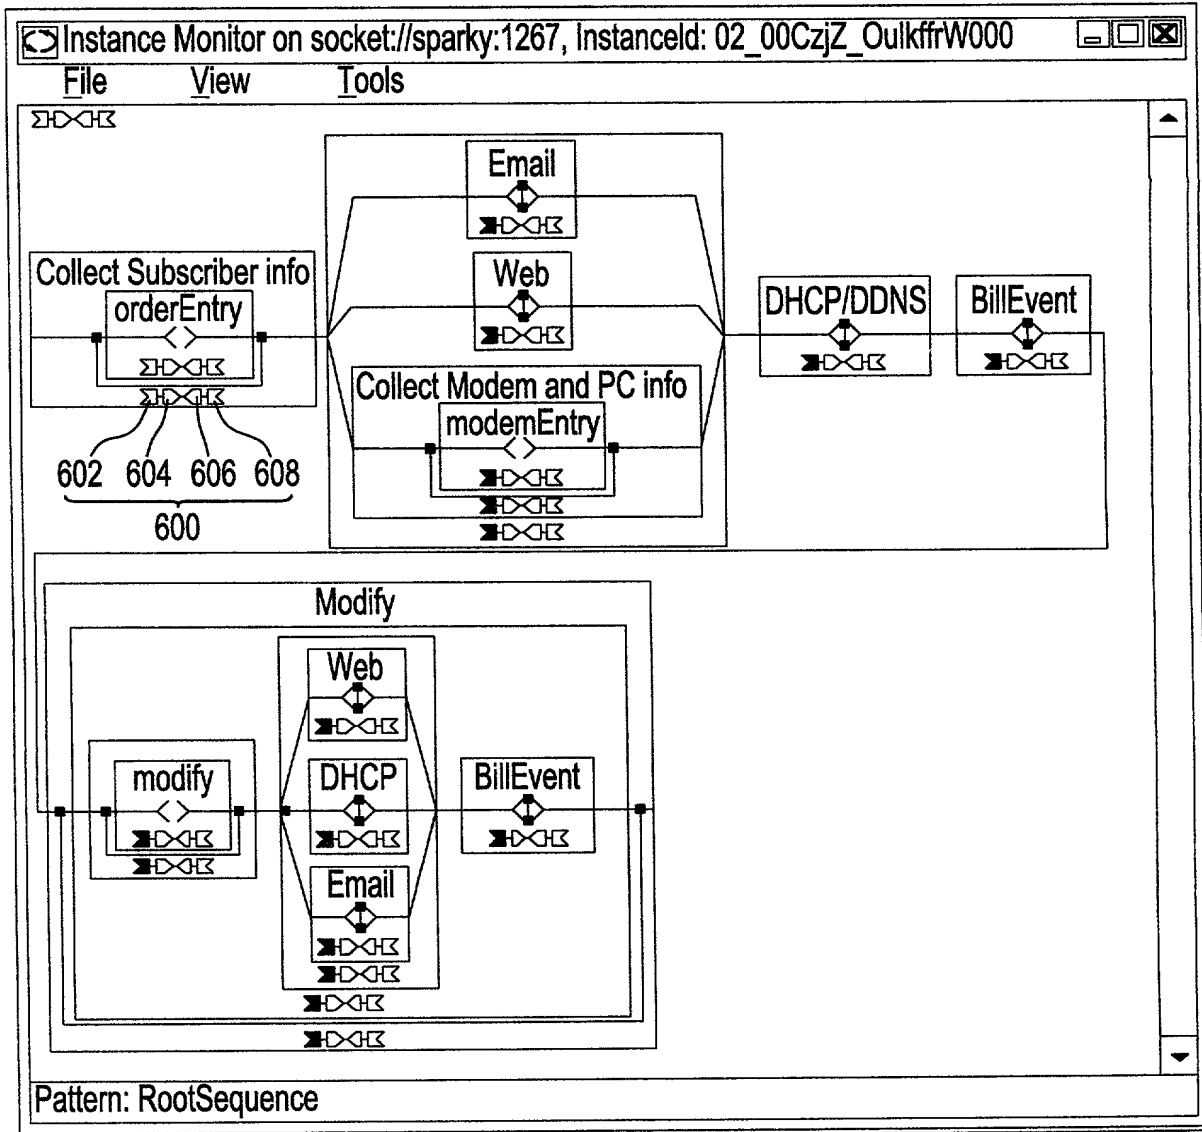 Instance Monitor on socket://sparky:1267, InstanceId: 02_00CzjZ_OulkffrW000
File View Tools
Email
Web
Collect Subscriber info
orderEntry
DHCP/DDNS
BillEvent
Collect Modem and PC info
modemEntry
602 604 606 608
600
Modify
Web
modify
DHCP
BillEvent
Email
Pattern: RootSequence